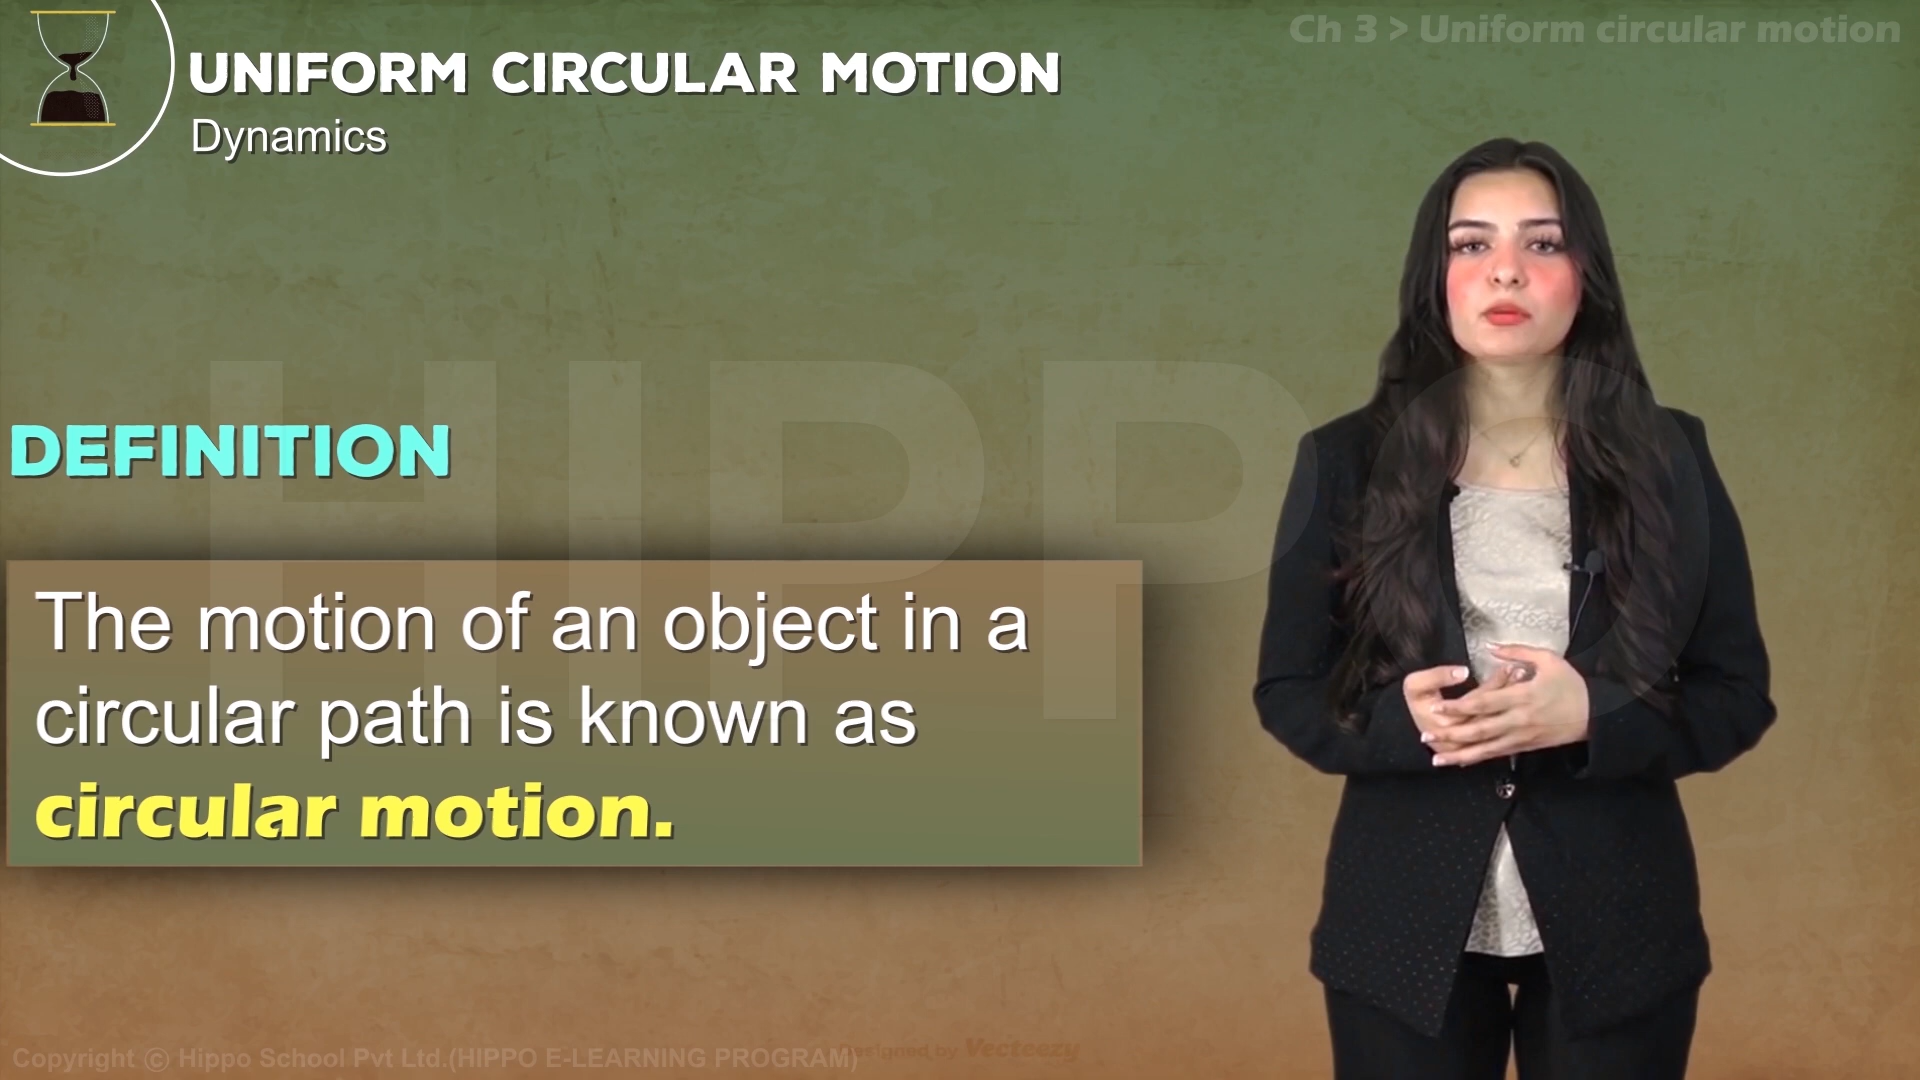 Ch 3 > Uniform circular motion
UNIFORM CIRCULAR MOTION
Dynamics
HIPPO
DEFINITION
The motion of an object in a
circular path is known as
circular motion.
Copyright © Hippo School Pvt Ltd.(HIPPO E-LEARNING PROGRAM)
Designed by Vecteezy